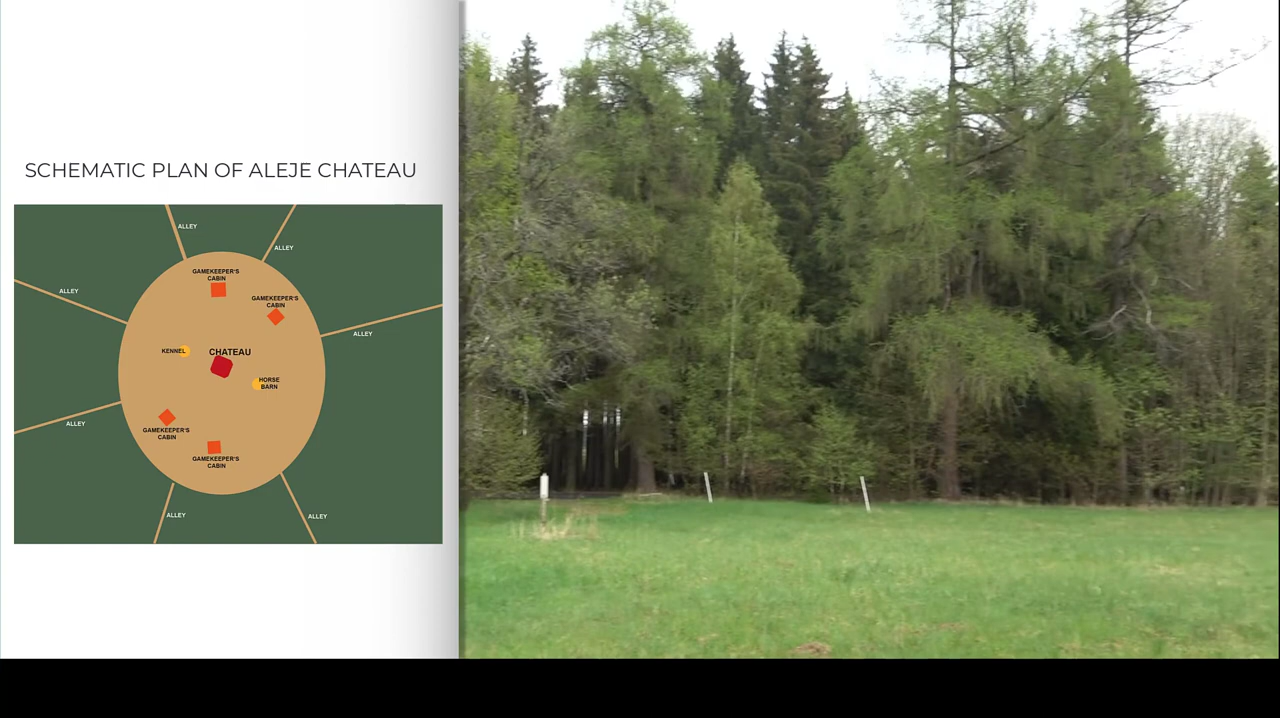 SCHEMATIC PLAN OF ALEJE CHATEAU
ALLEY
ALLEY
GAMEKEEPER'S
CABIN
ALLEY
GAMEKEEPER'S
CABIN
ALLEY
KENNEL
CHATEAU
HORSE
BARN
ALLEY
GAMEKEEPER'S
CABIN
GAMEKEEPER'S
CABIN
ALLEY
ALLEY